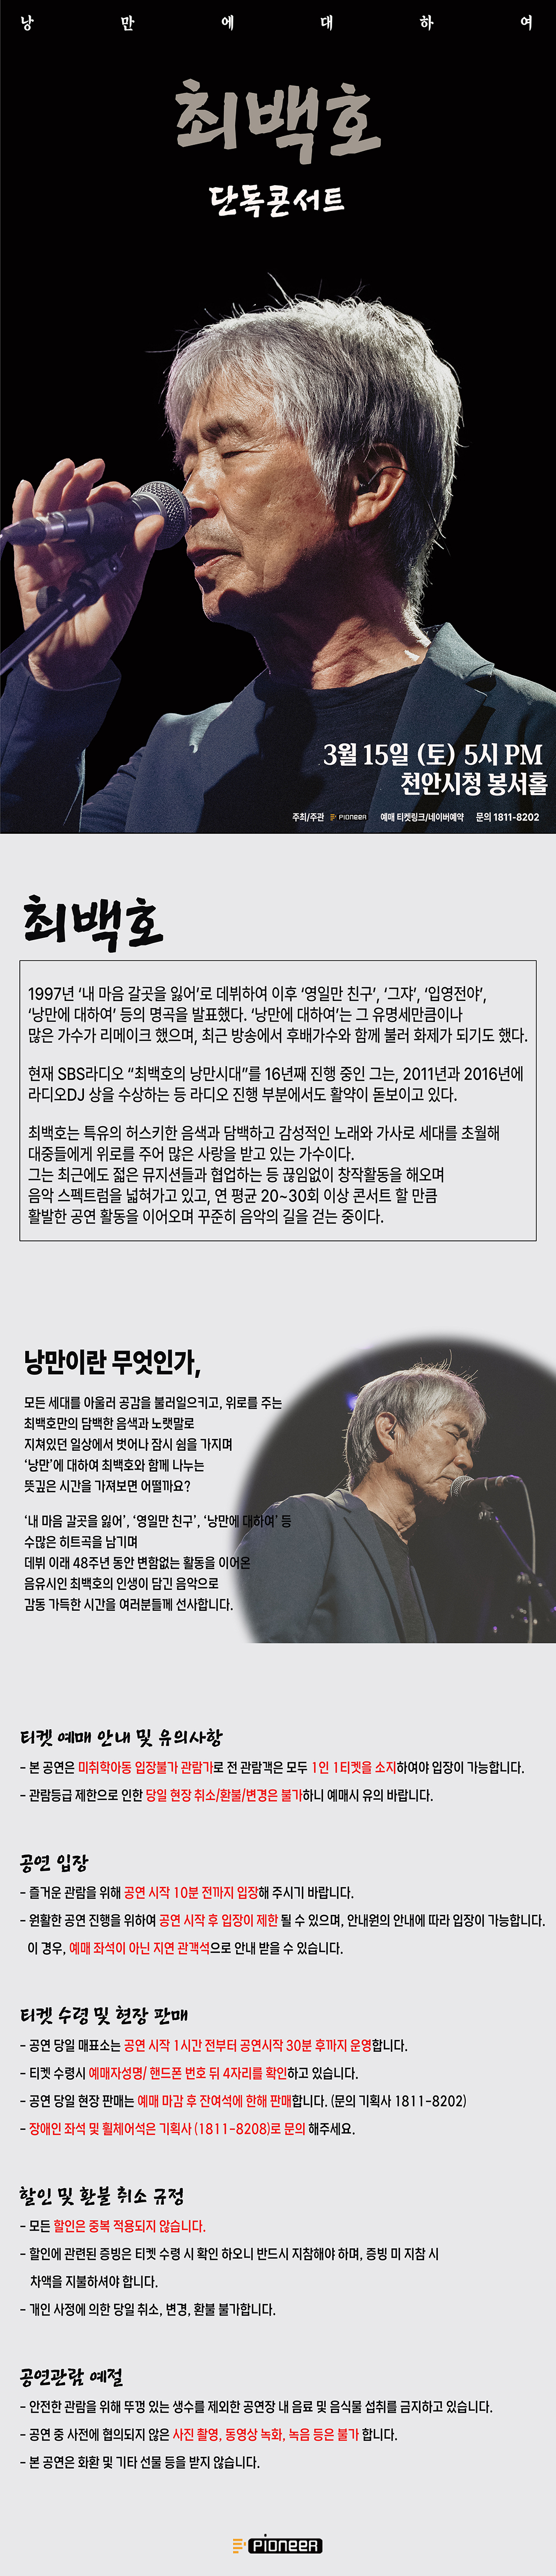 낭만에대하여
최백호
단독콘서트
3월 15일 (토) 5시 PM
천안시청 봉서홀
주최/주관 PIONEER 예매 티켓링크/네이버예약 문의 1811-8202
최백호
1997년 ‘내 마음 갈곳을 잃어’로 데뷔하여 이후 ‘영일만 친구’, ‘그쟈’, ‘입영전야’,
‘낭만에 대하여’ 등의 명곡을 발표했다. ‘낭만에 대하여’는 그 유명세만큼이나
많은 가수가 리메이크 했으며, 최근 방송에서 후배가수와 함께 불러 화제가 되기도 했다.
현재 SBS라디오 “최백호의 낭만시대”를 16년째 진행 중인 그는, 2011년과 2016년에
라디오DJ 상을 수상하는 등 라디오 진행 부분에서도 활약이 돋보이고 있다.
최백호는 특유의 허스키한 음색과 담백하고 감성적인 노래와 가사로 세대를 초월해
대중들에게 위로를 주어 많은 사랑을 받고 있는 가수이다.
그는 최근에도 젊은 뮤지션들과 협업하는 등 끊임없이 창작활동을 해오며
음악 스펙트럼을 넓혀가고 있고, 연 평균 20~30회 이상 콘서트 할 만큼
활발한 공연 활동을 이어오며 꾸준히 음악의 길을 걷는 중이다.
낭만이란 무엇인가,
모든 세대를 아울러 공감을 불러일으키고, 위로를 주는
최백호만의 담백한 음색과 노랫말로
지쳐있던 일상에서 벗어나 잠시 쉼을 가지며
‘낭만’에 대하여 최백호와 함께 나누는
뜻깊은 시간을 가져보면 어떨까요?
‘내 마음 갈곳을 잃어’, ‘영일만 친구’, ‘낭만에 대하여’ 등
수많은 히트곡을 남기며
데뷔 이래 48주년 동안 변함없는 활동을 이어온
음유시인 최백호의 인생이 담긴 음악으로
감동 가득한 시간을 여러분들께 선사합니다.
티켓 예매 안내 및 유의사항
- 본 공연은 미취학아동 입장불가 관람가로 전 관람객은 모두 1인 1티켓을 소지하여야 입장이 가능합니다.
- 관람등급 제한으로 인한 당일 현장 취소/환불/변경은 불가하니 예매시 유의 바랍니다.
공연 입장
- 즐거운 관람을 위해 공연 시작 10분 전까지 입장해 주시기 바랍니다.
- 원활한 공연 진행을 위하여 공연 시작 후 입장이 제한 될 수 있으며, 안내원의 안내에 따라 입장이 가능합니다.
이 경우, 예매 좌석이 아닌 지연 관객석으로 안내 받을 수 있습니다.
티켓 수령 및 현장 판매
- 공연 당일 매표소는 공연 시작 1시간 전부터 공연시작 30분 후까지 운영합니다.
- 티켓 수령시 예매자성명/ 핸드폰 번호 뒤 4자리를 확인하고 있습니다.
- 공연 당일 현장 판매는 예매 마감 후 잔여석에 한해 판매합니다. (문의 기획사 1811-8202)
- 장애인 좌석 및 휠체어석은 기획사 (1811-8208)로 문의 해주세요.
할인 및 환불 취소 규정
- 모든 할인은 중복 적용되지 않습니다.
- 할인에 관련된 증빙은 티켓 수령 시 확인 하오니 반드시 지참해야 하며, 증빙 미 지참 시
차액을 지불하셔야 합니다.
- 개인 사정에 의한 당일 취소, 변경, 환불 불가합니다.
공연관람 예절
- 안전한 관람을 위해 뚜껑 있는 생수를 제외한 공연장 내 음료 및 음식물 섭취를 금지하고 있습니다.
- 공연 중 사전에 협의되지 않은 사진 촬영, 동영상 녹화, 녹음 등은 불가 합니다.
- 본 공연은 화환 및 기타 선물 등을 받지 않습니다.
PIONEER